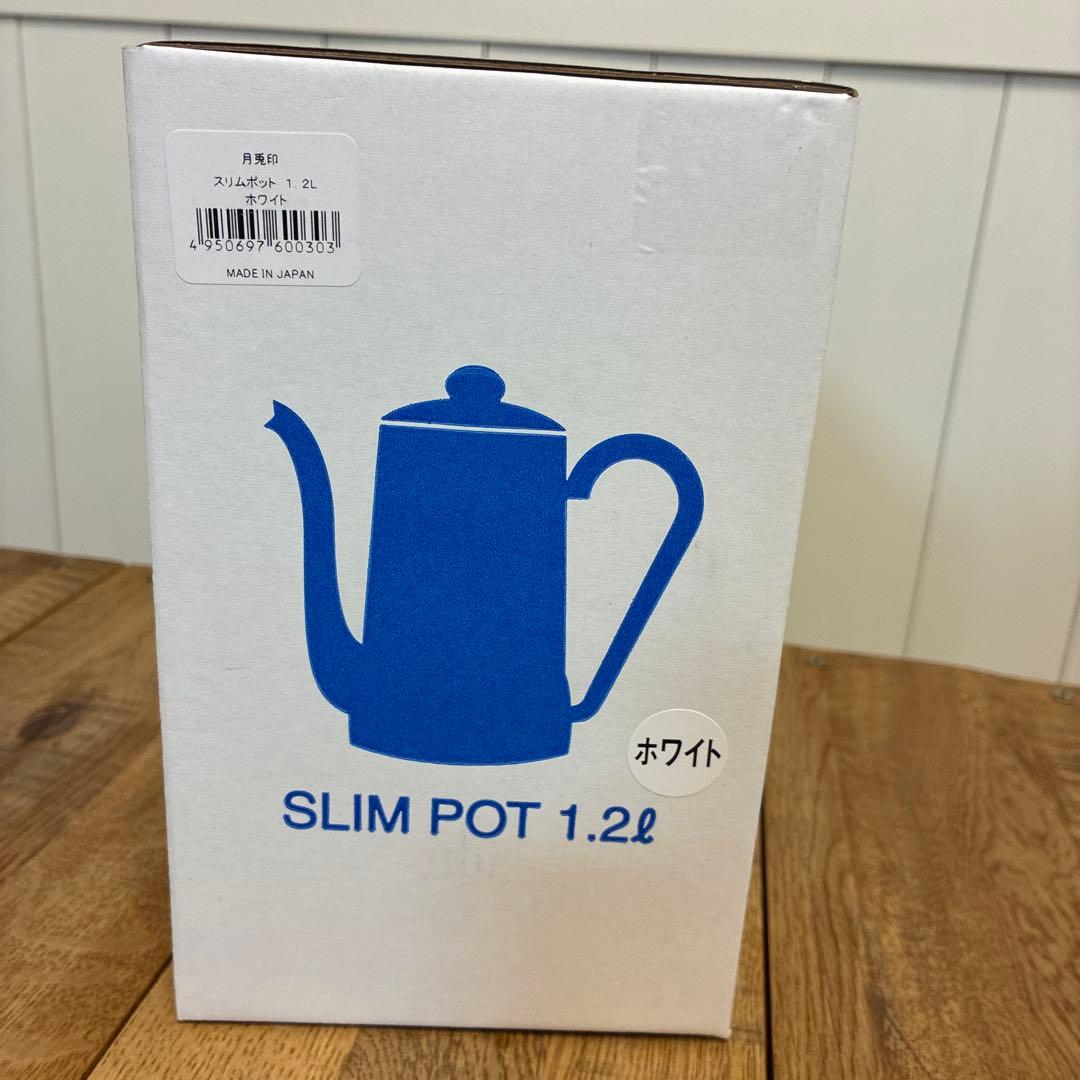 月兎印
スリムポット 1.2L
ホワイト
4 950697 600303
MADE IN JAPAN
ホワイト
SLIM POT 1.2ℓ